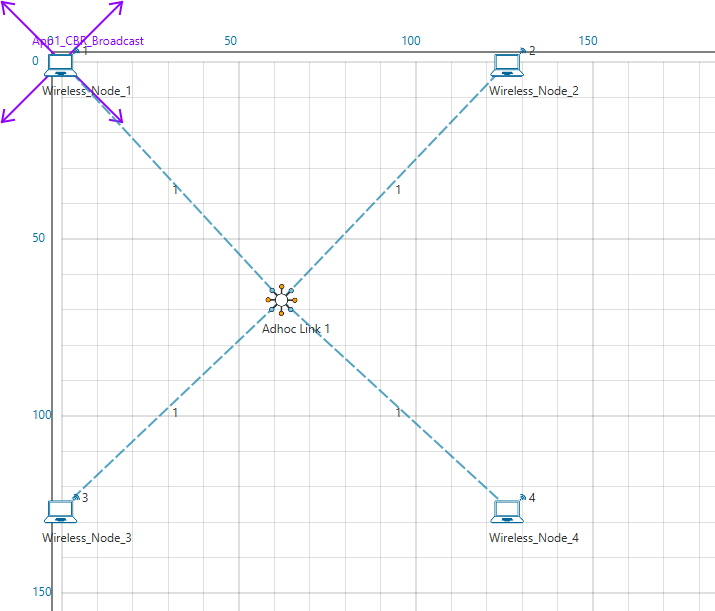 App1_CBR_Broadcast
0
50
100
150
0
1
2
Wireless_Node_1
Wireless_Node_2
1
1
50
Adhoc Link 1
100
1
1
3
4
Wireless_Node_3
Wireless_Node_4
150